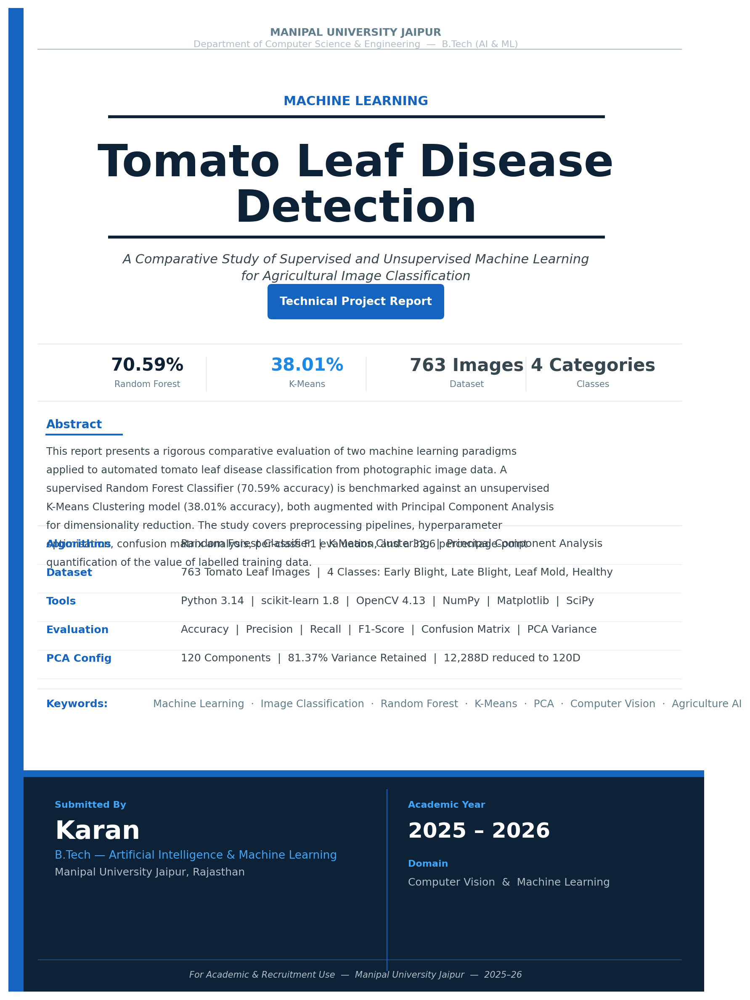 MANIPAL UNIVERSITY JAIPUR
Department of Computer Science & Engineering — B.Tech (AI & ML)
MACHINE LEARNING
Tomato Leaf Disease
Detection
A Comparative Study of Supervised and Unsupervised Machine Learning
for Agricultural Image Classification
Technical Project Report
70.59% 38.01% 763 Images 4 Categories
Random Forest K-Means Dataset Classes
Abstract
This report presents a rigorous comparative evaluation of two machine learning paradigms
applied to automated tomato leaf disease classification from photographic image data. A
supervised Random Forest Classifier (70.59% accuracy) is benchmarked against an unsupervised
K-Means Clustering model (38.01% accuracy), both augmented with Principal Component Analysis
for dimensionality reduction. The study covers preprocessing pipelines, hyperparameter
optimisation, confusion matrix analysis, per-class F1 evaluation, and a 32.6 percentage-point
quantification of the value of labelled training data.
Algorithms Random Forest Classifier | K-Means Clustering | Principal Component Analysis
Dataset 763 Tomato Leaf Images | 4 Classes: Early Blight, Late Blight, Leaf Mold, Healthy
Tools Python 3.14 | scikit-learn 1.8 | OpenCV 4.13 | NumPy | Matplotlib | SciPy
Evaluation Accuracy | Precision | Recall | F1-Score | Confusion Matrix | PCA Variance
PCA Config 120 Components | 81.37% Variance Retained | 12,288D reduced to 120D
Keywords: Machine Learning · Image Classification · Random Forest · K-Means · PCA · Computer Vision · Agriculture AI
Submitted By
Karan
B.Tech — Artificial Intelligence & Machine Learning
Manipal University Jaipur, Rajasthan
Academic Year
2025 – 2026
Domain
Computer Vision & Machine Learning
For Academic & Recruitment Use — Manipal University Jaipur — 2025–26